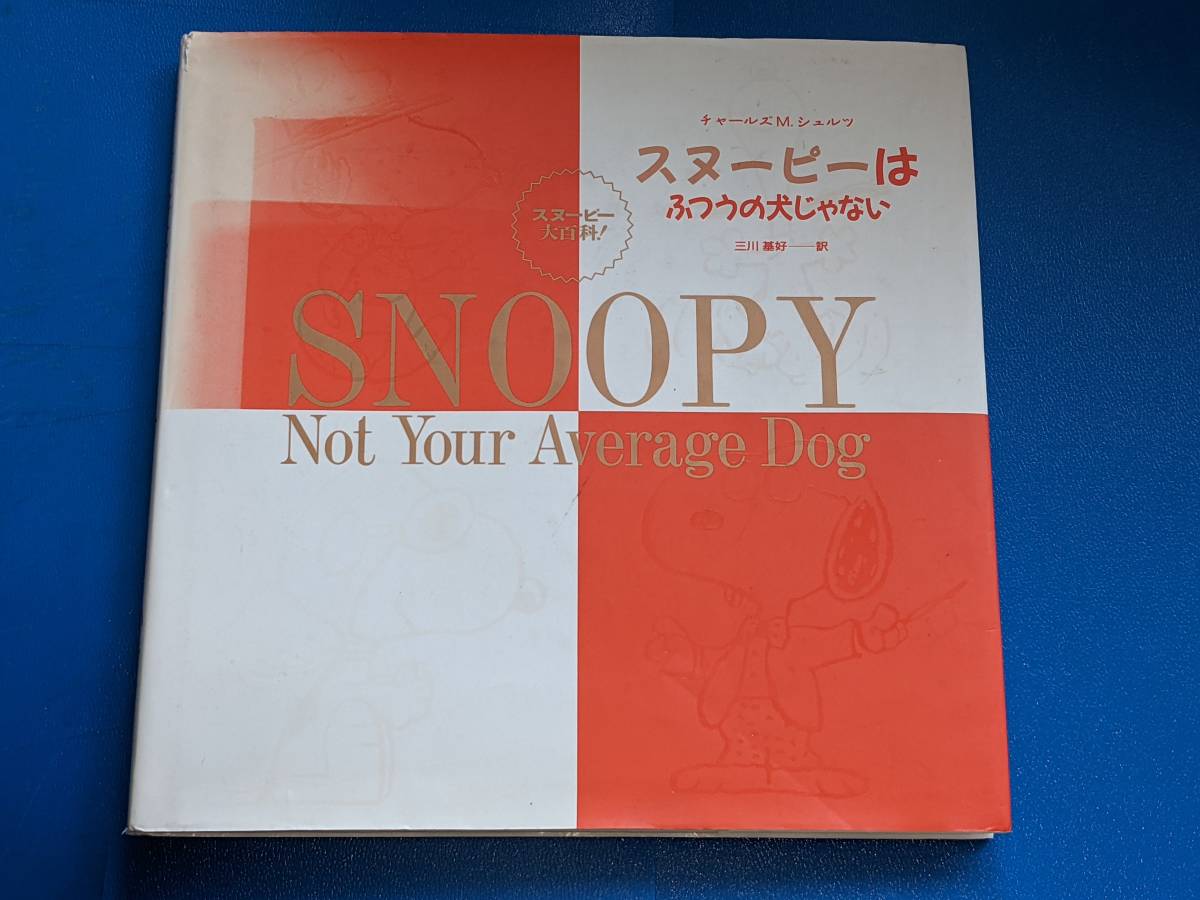 チャールズM.シュルツ
スヌーピーは
ふつうの犬じゃない
三川 基好──訳
スヌーピー
大百科!
SNOOPY
Not Your Average Dog